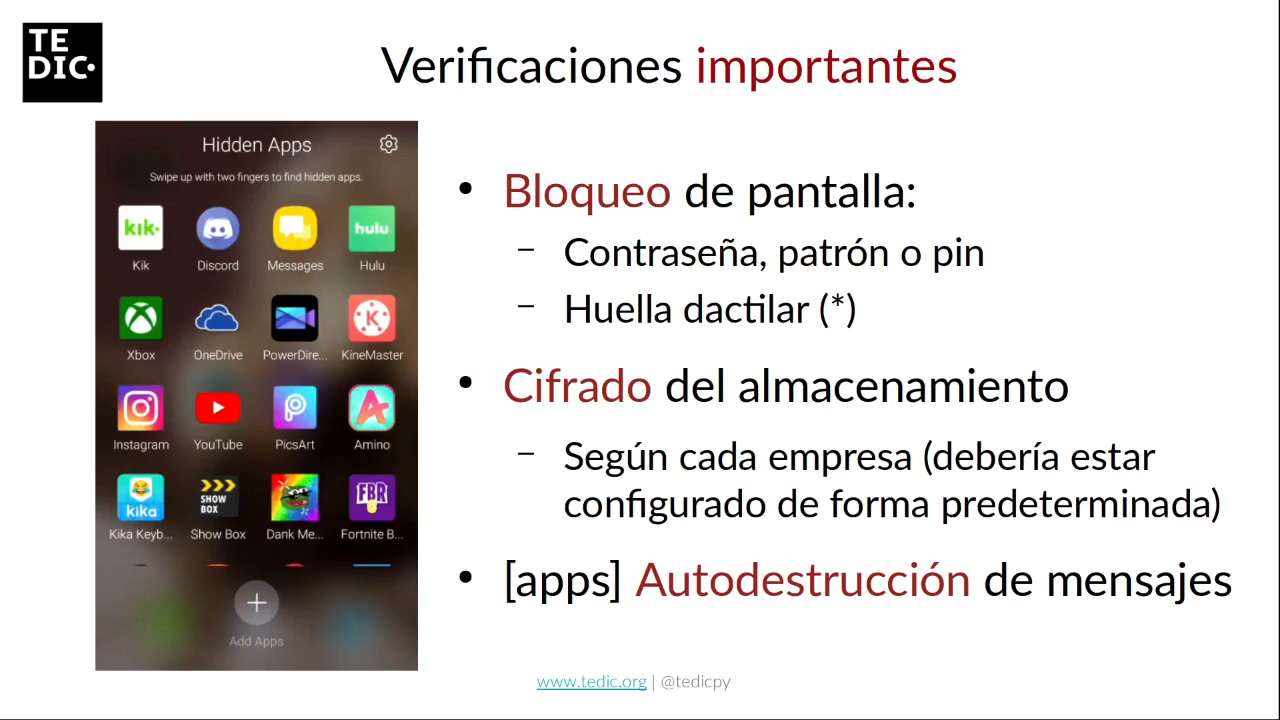 TE
DIC
Verificaciones importantes
Hidden Apps
Swipe up with two fingers to find hidden apps.
kik
hulu
Kik Discord Messages Hulu
Xbox OneDrive PowerDire... KineMaster
Instagram YouTube PicsArt Amino
kika
SHOW
BOX
FBR
Kika Keyb... Show Box Dank Me... Fortnite B...
Add Apps
• Bloqueo de pantalla:
– Contraseña, patrón o pin
– Huella dactilar (*)
• Cifrado del almacenamiento
– Según cada empresa (debería estar
configurado de forma predeterminada)
• [apps] Autodestrucción de mensajes
www.tedic.org | @tedicpy